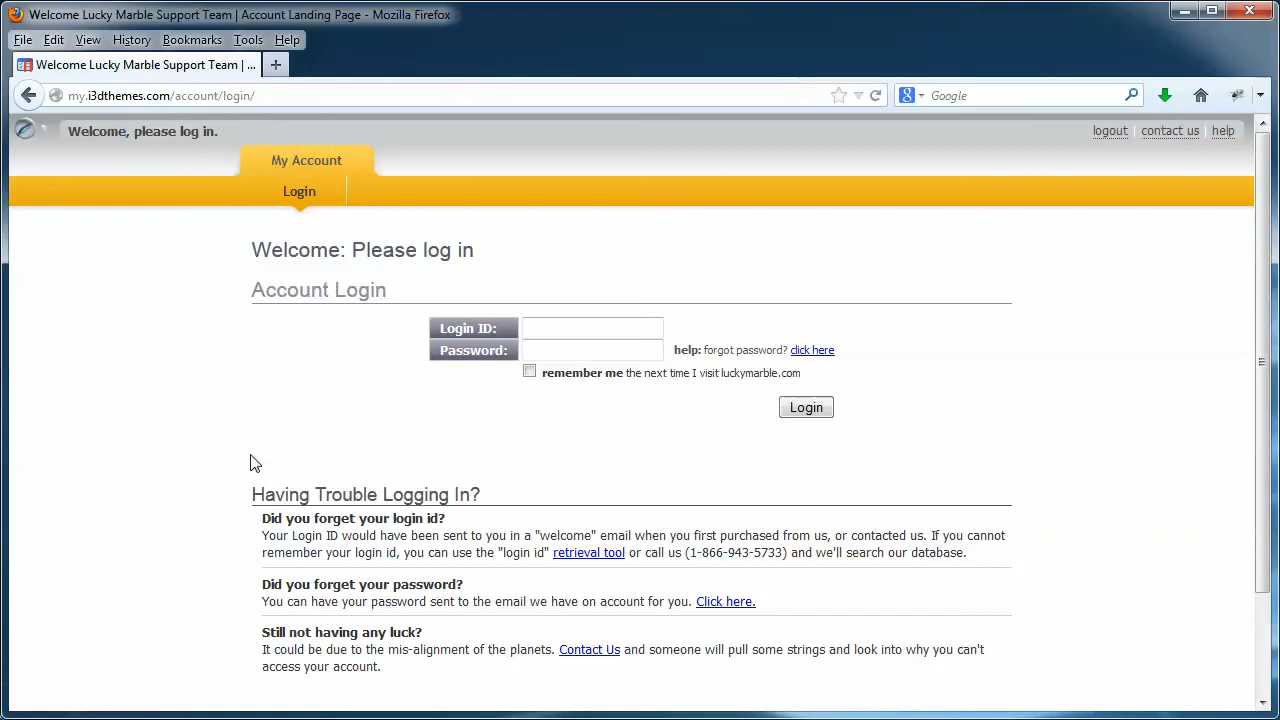 Welcome Lucky Marble Support Team | Account Landing Page - Mozilla Firefox
File Edit View History Bookmarks Tools Help
Welcome Lucky Marble Support Team | ... +
my.i3dthemes.com/account/login/ Google
Welcome, please log in. logout contact us help
My Account
Login
Welcome: Please log in
Account Login
Login ID:
Password: help: forgot password? click here
remember me the next time I visit luckymarble.com
Login
Having Trouble Logging In?
Did you forget your login id?
Your Login ID would have been sent to you in a "welcome" email when you first purchased from us, or contacted us. If you cannot
remember your login id, you can use the "login id" retrieval tool or call us (1-866-943-5733) and we'll search our database.
Did you forget your password?
You can have your password sent to the email we have on account for you. Click here.
Still not having any luck?
It could be due to the mis-alignment of the planets. Contact Us and someone will pull some strings and look into why you can't
access your account.